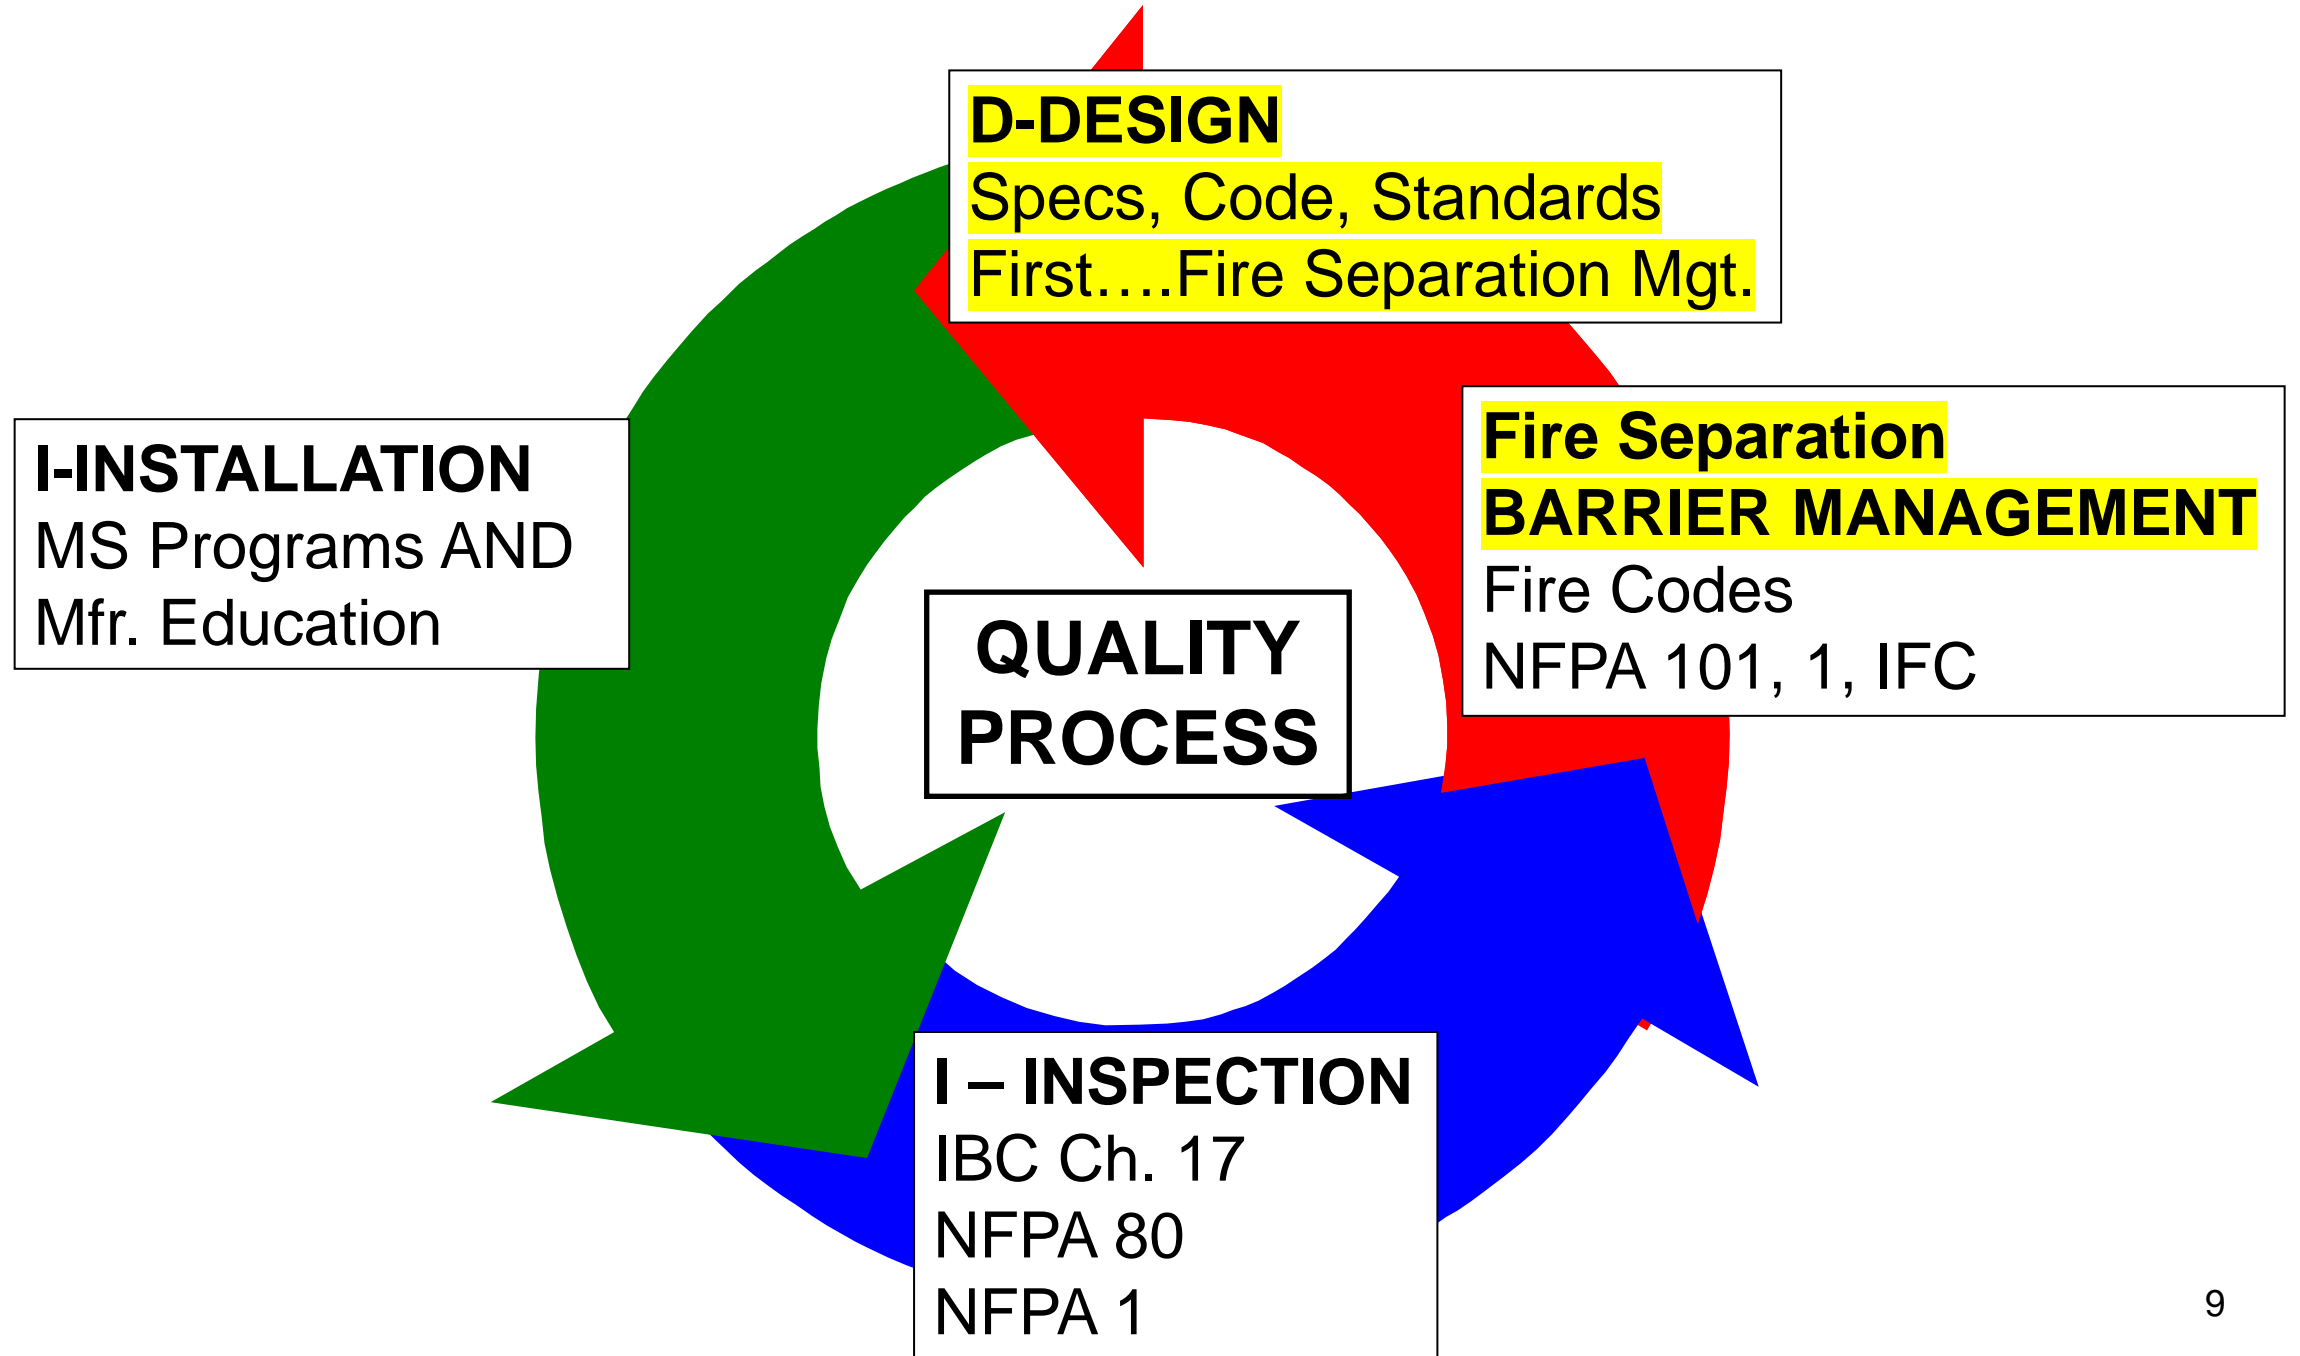 D-DESIGN
Specs, Code, Standards
First….Fire Separation Mgt.
Fire Separation
BARRIER MANAGEMENT
Fire Codes
NFPA 101, 1, IFC
I-INSTALLATION
MS Programs AND
Mfr. Education
QUALITY
PROCESS
I – INSPECTION
IBC Ch. 17
NFPA 80
NFPA 1
9